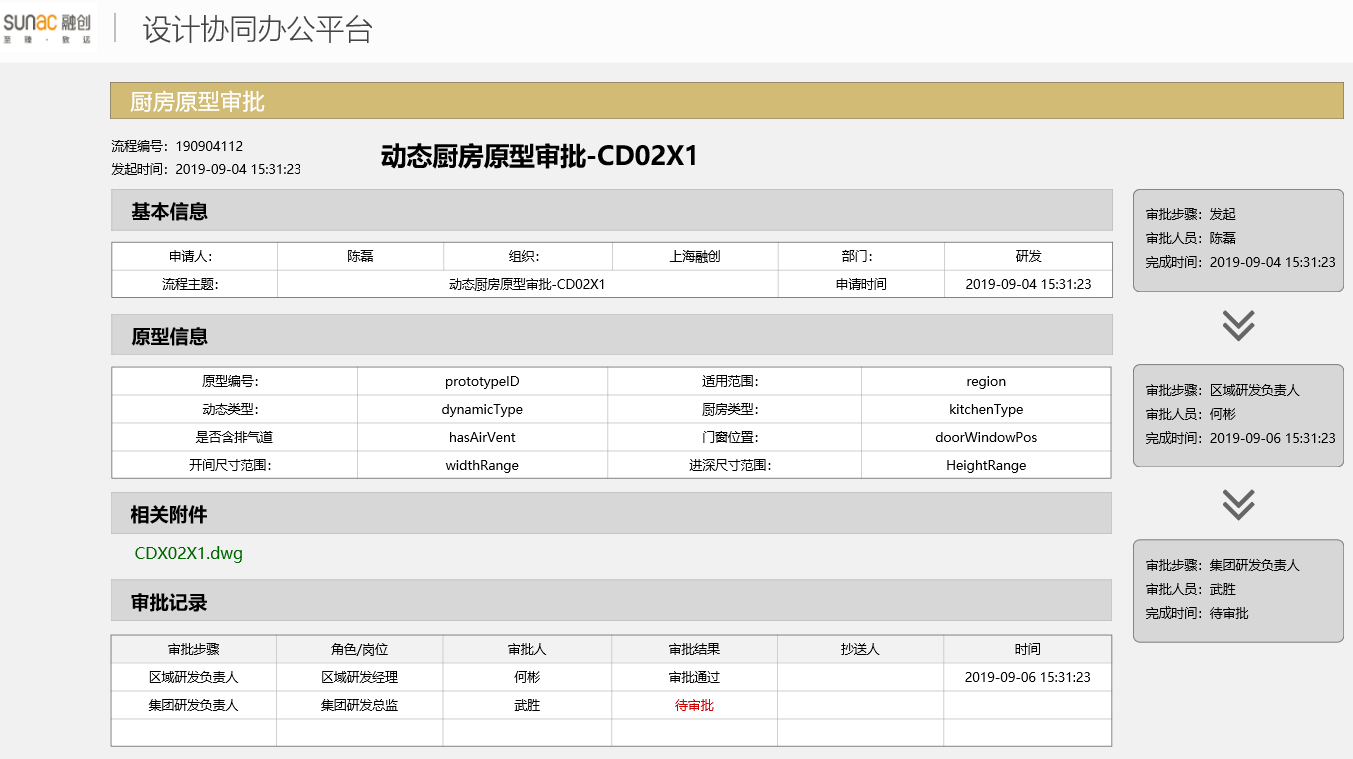 sunac 融创
至臻·致远
设计协同办公平台
厨房原型审批
流程编号：190904112
发起时间：2019-09-04 15:31:23
动态厨房原型审批-CD02X1
基本信息
申请人： 陈磊 组织： 上海融创 部门： 研发
流程主题： 动态厨房原型审批-CD02X1 申请时间 2019-09-04 15:31:23
原型信息
原型编号： prototypeID 适用范围： region
动态类型： dynamicType 厨房类型： kitchenType
是否含排气道 hasAirVent 门窗位置： doorWindowPos
开间尺寸范围： widthRange 进深尺寸范围： HeightRange
相关附件
CDX02X1.dwg
审批记录
审批步骤 角色/岗位 审批人 审批结果 抄送人 时间
区域研发负责人 区域研发经理 何彬 审批通过 2019-09-06 15:31:23
集团研发负责人 集团研发总监 武胜 待审批
审批步骤：发起
审批人员：陈磊
完成时间：2019-09-04 15:31:23
审批步骤：区域研发负责人
审批人员：何彬
完成时间：2019-09-06 15:31:23
审批步骤：集团研发负责人
审批人员：武胜
完成时间：待审批